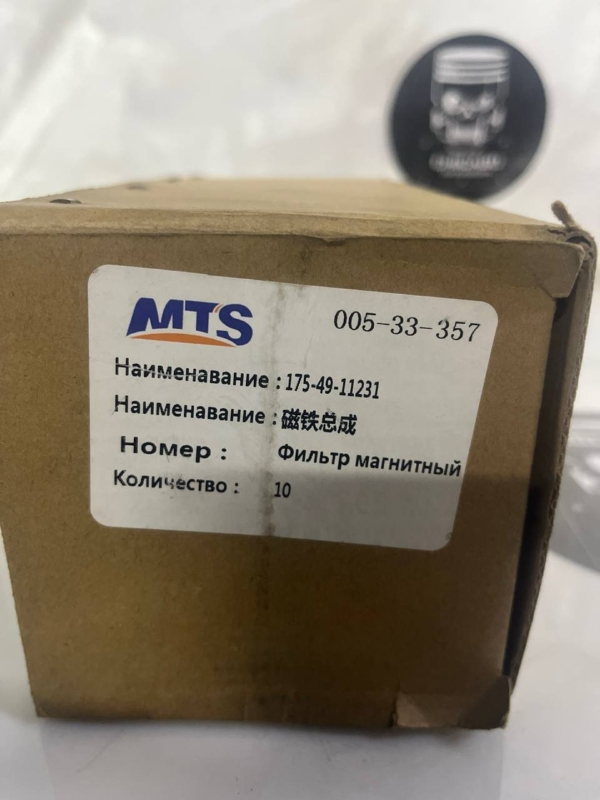 MTS
005-33-357
Наименавание : 175-49-11231
Наименавание : 磁铁总成
Номер : Фильтр магнитный
Количество : 10